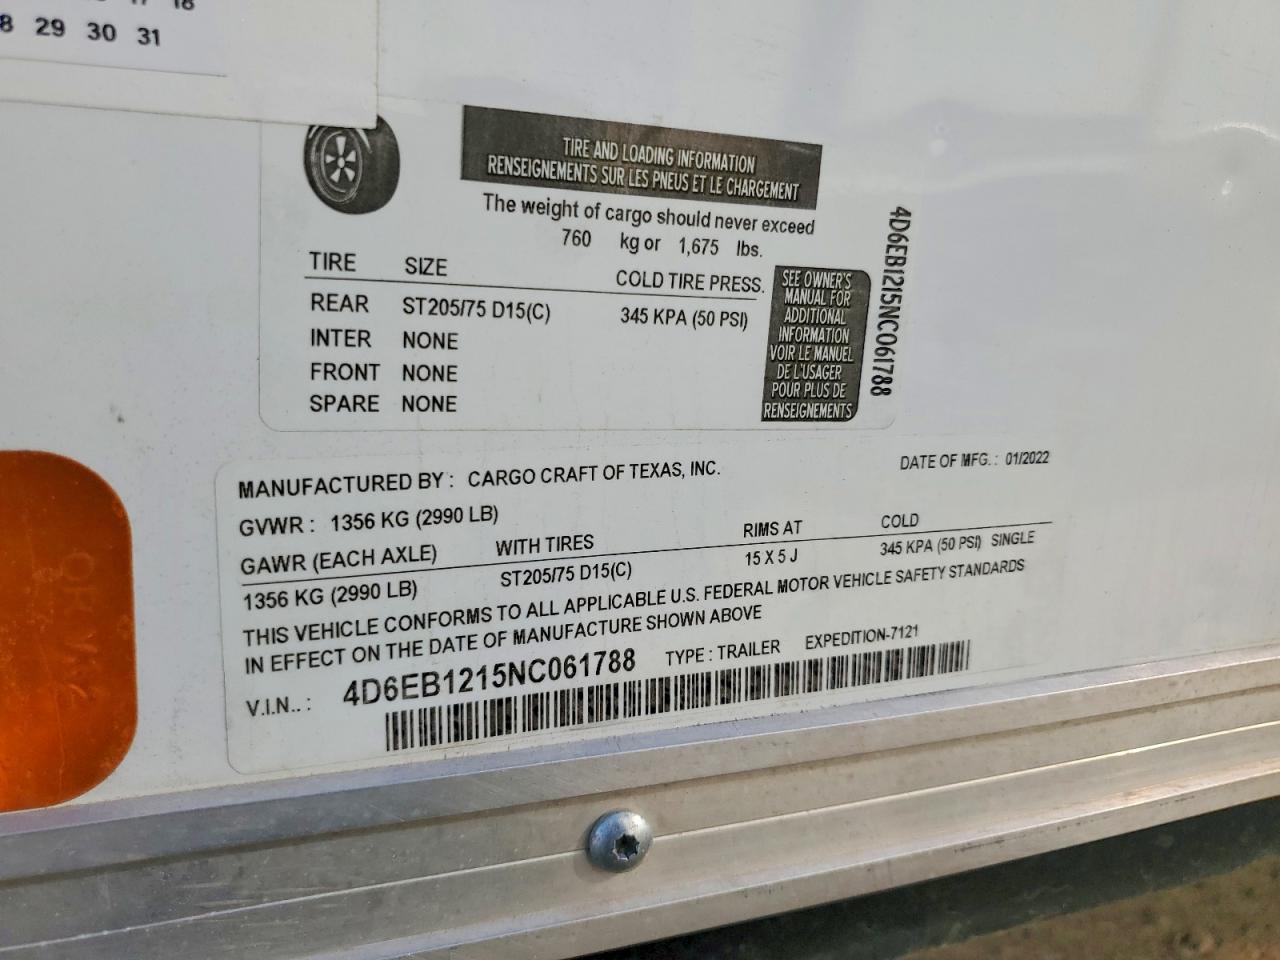 17 18
8 29 30 31
TIRE AND LOADING INFORMATION
RENSEIGNEMENTS SUR LES PNEUS ET LE CHARGEMENT
The weight of cargo should never exceed
760 kg or 1,675 lbs.
TIRE SIZE COLD TIRE PRESS.
REAR ST205/75 D15(C) 345 KPA (50 PSI)
INTER NONE
FRONT NONE
SPARE NONE
SEE OWNER'S
MANUAL FOR
ADDITIONAL
INFORMATION
VOIR LE MANUEL
DE L'USAGER
POUR PLUS DE
RENSEIGNEMENTS
4D6EB1215NC061788
MANUFACTURED BY : CARGO CRAFT OF TEXAS, INC. DATE OF MFG. : 01/2022
GVWR : 1356 KG (2990 LB)
GAWR (EACH AXLE) WITH TIRES RIMS AT COLD
1356 KG (2990 LB) ST205/75 D15(C) 15 X 5 J 345 KPA (50 PSI) SINGLE
THIS VEHICLE CONFORMS TO ALL APPLICABLE U.S. FEDERAL MOTOR VEHICLE SAFETY STANDARDS
IN EFFECT ON THE DATE OF MANUFACTURE SHOWN ABOVE
V.I.N.. : 4D6EB1215NC061788 TYPE : TRAILER EXPEDITION-7121